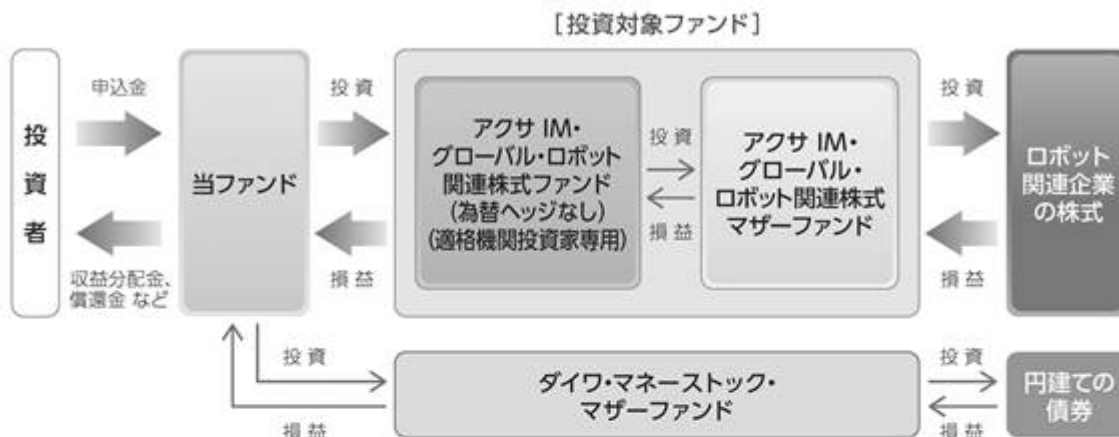 [投資対象ファンド]
投資者
申込金
収益分配金、
償還金 など
当ファンド
投資
損益
アクサ IM・
グローバル・ロボット
関連株式ファンド
(為替ヘッジなし)
(適格機関投資家専用)
投資
損益
アクサ IM・
グローバル・
ロボット関連株式
マザーファンド
投資
損益
ロボット
関連企業
の株式
投資
損益
ダイワ・マネーストック・
マザーファンド
投資
損益
円建ての
債券